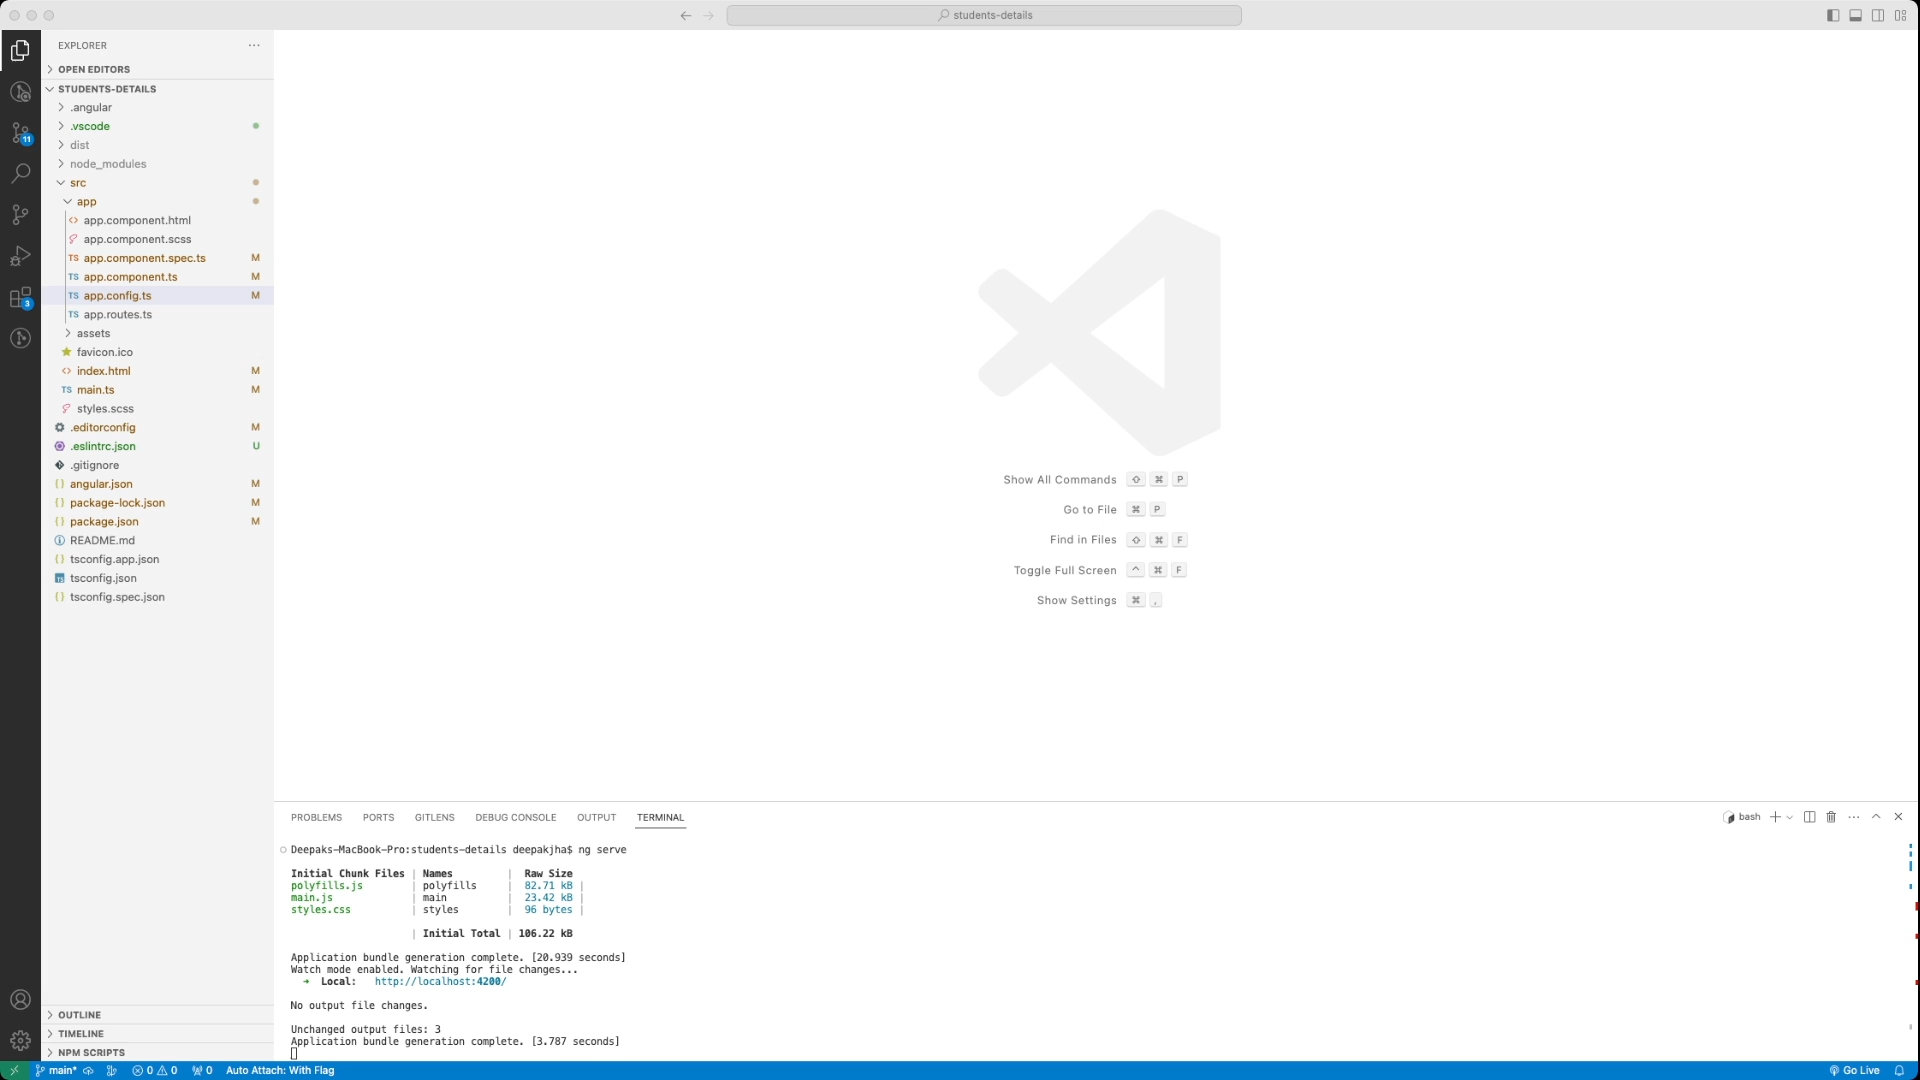 students-details
EXPLORER
OPEN EDITORS
STUDENTS-DETAILS
.angular
.vscode
dist
node_modules
src
app
app.component.html
app.component.scss
TS app.component.spec.ts M
TS app.component.ts M
TS app.config.ts M
TS app.routes.ts
assets
favicon.ico
index.html M
TS main.ts M
styles.scss
.editorconfig M
.eslintrc.json U
.gitignore
angular.json M
package-lock.json M
package.json M
README.md
tsconfig.app.json
tsconfig.json
tsconfig.spec.json
11
3
OUTLINE
TIMELINE
NPM SCRIPTS
Show All Commands ⇧ ⌘ P
Go to File ⌘ P
Find in Files ⇧ ⌘ F
Toggle Full Screen ^ ⌘ F
Show Settings ⌘ ,
PROBLEMS PORTS GITLENS DEBUG CONSOLE OUTPUT TERMINAL
bash
Deepaks-MacBook-Pro:students-details deepakjha$ ng serve
Initial Chunk Files | Names | Raw Size
polyfills.js | polyfills | 82.71 kB |
main.js | main | 23.42 kB |
styles.css | styles | 96 bytes |
| Initial Total | 106.22 kB
Application bundle generation complete. [20.939 seconds]
Watch mode enabled. Watching for file changes...
➜ Local: http://localhost:4200/
No output file changes.
Unchanged output files: 3
Application bundle generation complete. [3.787 seconds]
main* 0 0 0 Auto Attach: With Flag Go Live